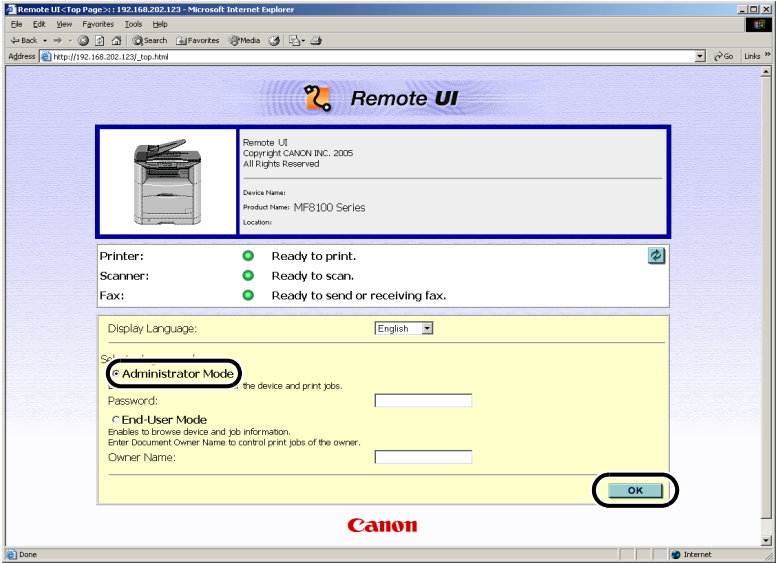 Remote UI <Top Page> : : 192.168.202.123 - Microsoft Internet Explorer
File Edit View Favorites Tools Help
Back Search Favorites Media
Address http://192.168.202.123/_top.html Go Links »
Remote UI
Remote UI
Copyright CANON INC. 2005
All Rights Reserved
Device Name:
Product Name: MF8100 Series
Location:
Printer: Ready to print.
Scanner: Ready to scan.
Fax: Ready to send or receiving fax.
Display Language: English
Administrator Mode
the device and print jobs.
Password:
End-User Mode
Enables to browse device and job information.
Enter Document Owner Name to control print jobs of the owner.
Owner Name:
OK
Canon
Done Internet